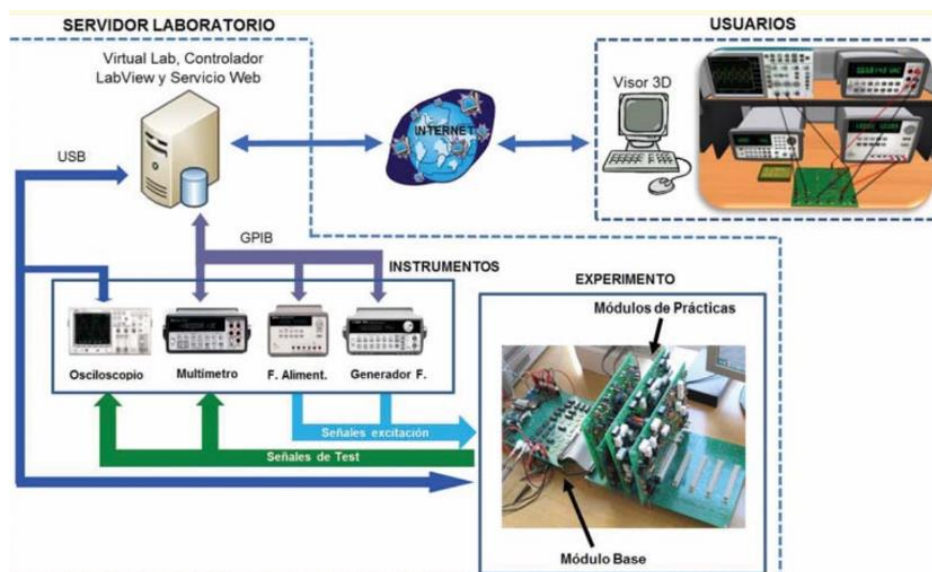 SERVIDOR LABORATORIO
USUARIOS
Virtual Lab, Controlador
LabView y Servicio Web
Visor 3D
INTERNET
USB
GPIB
INSTRUMENTOS
EXPERIMENTO
Módulos de Prácticas
Osciloscopio
Multímetro
F. Aliment.
Generador F.
Señales excitación
Señales de Test
Módulo Base